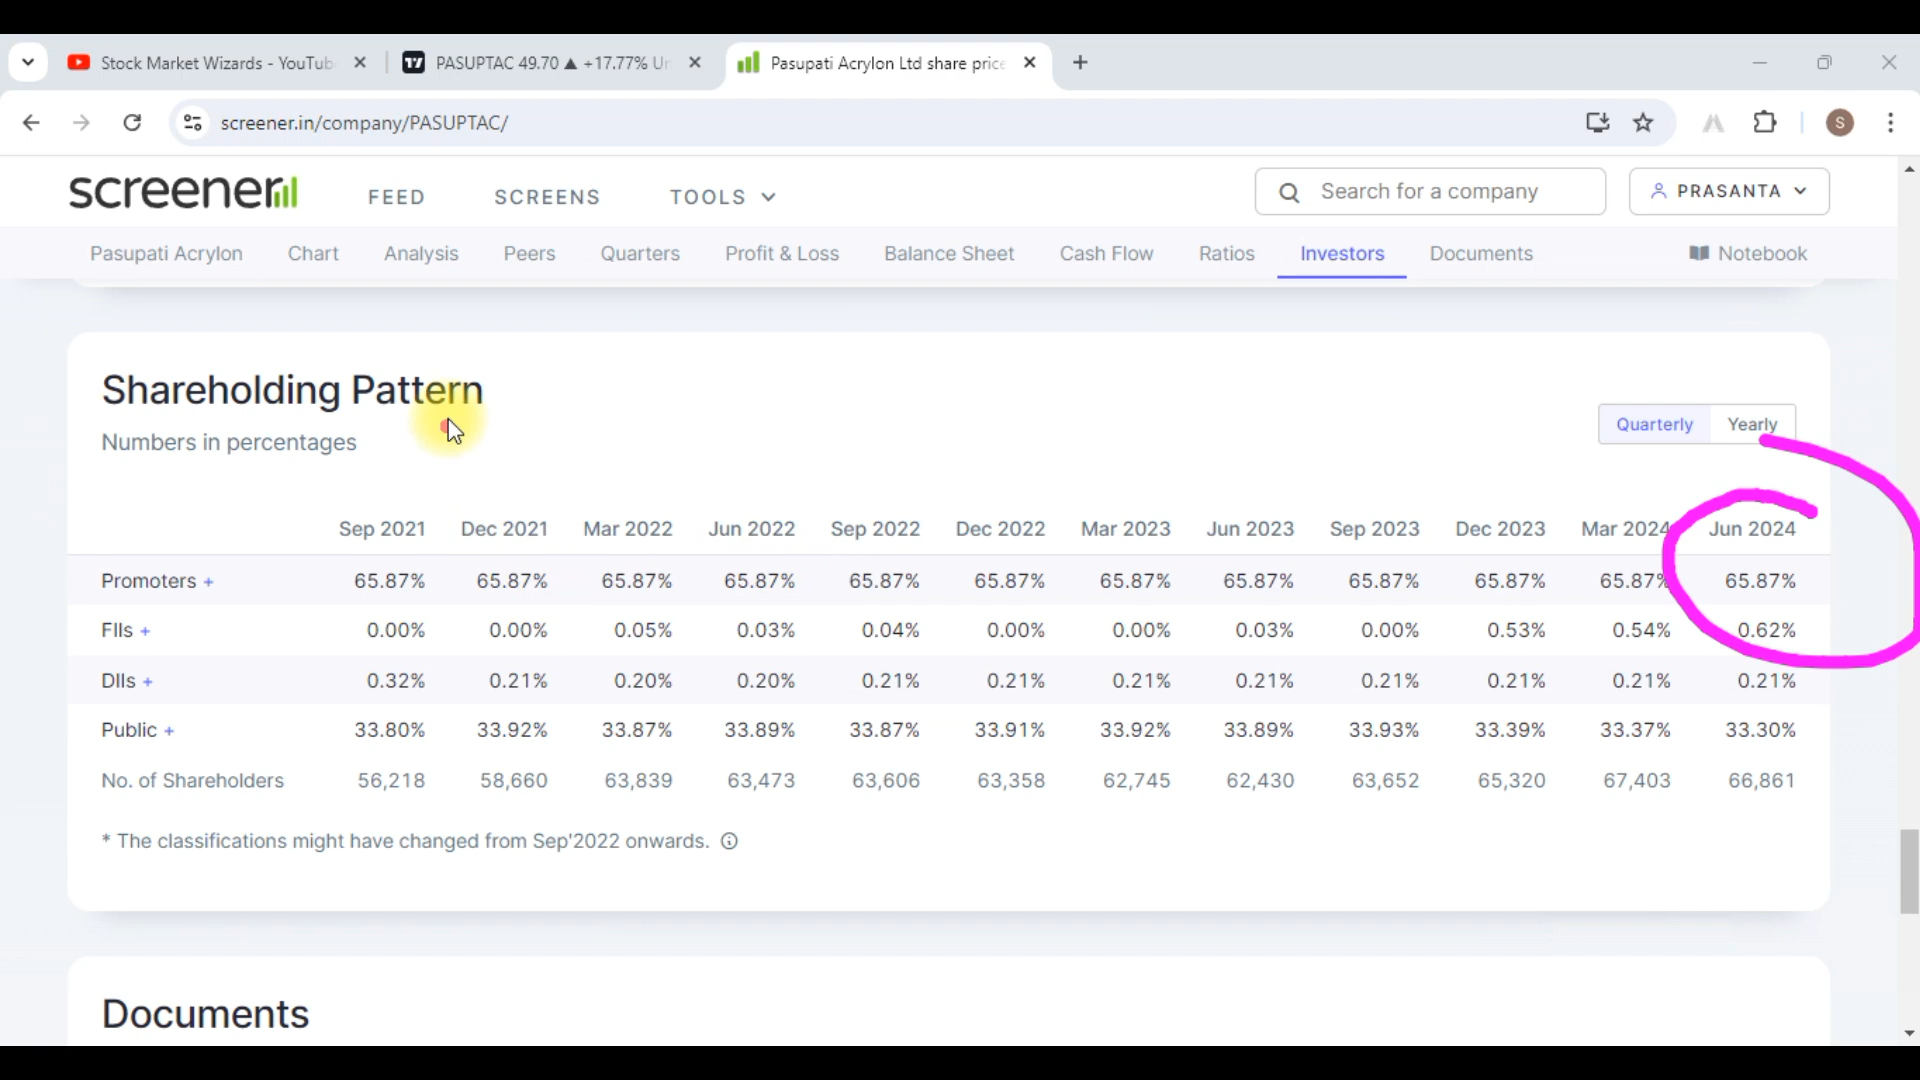 Stock Market Wizards - YouTub
PASUPTAC 49.70 ▲ +17.77% Un
Pasupati Acrylon Ltd share price
screener.in/company/PASUPTAC/
S
screener
FEED
SCREENS
TOOLS
Search for a company
PRASANTA
Pasupati Acrylon Chart Analysis Peers Quarters Profit & Loss Balance Sheet Cash Flow Ratios Investors Documents Notebook
Shareholding Pattern
Numbers in percentages
Quarterly Yearly
Sep 2021 Dec 2021 Mar 2022 Jun 2022 Sep 2022 Dec 2022 Mar 2023 Jun 2023 Sep 2023 Dec 2023 Mar 2024 Jun 2024
Promoters + 65.87% 65.87% 65.87% 65.87% 65.87% 65.87% 65.87% 65.87% 65.87% 65.87% 65.87% 65.87%
FIIs + 0.00% 0.00% 0.05% 0.03% 0.04% 0.00% 0.00% 0.03% 0.00% 0.53% 0.54% 0.62%
DIIs + 0.32% 0.21% 0.20% 0.20% 0.21% 0.21% 0.21% 0.21% 0.21% 0.21% 0.21% 0.21%
Public + 33.80% 33.92% 33.87% 33.89% 33.87% 33.91% 33.92% 33.89% 33.93% 33.39% 33.37% 33.30%
No. of Shareholders 56,218 58,660 63,839 63,473 63,606 63,358 62,745 62,430 63,652 65,320 67,403 66,861
* The classifications might have changed from Sep'2022 onwards.
Documents